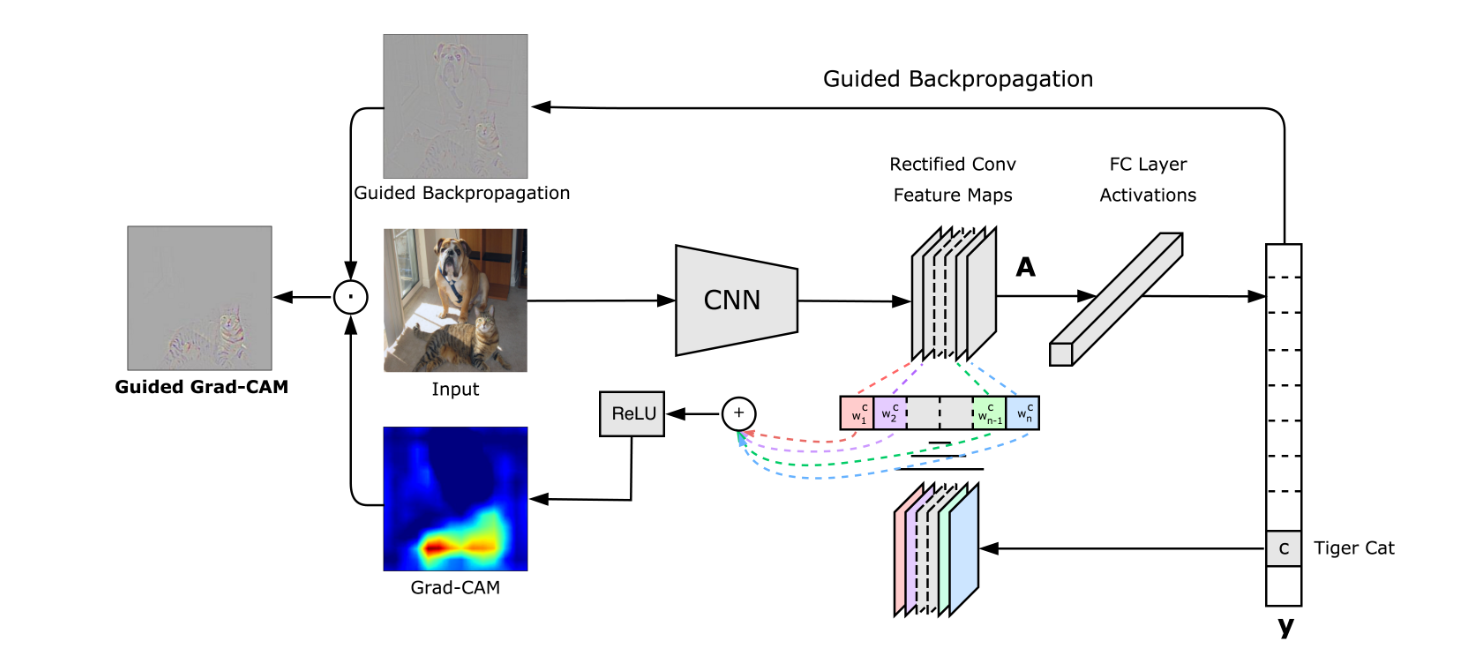 Guided Backpropagation
Guided Backpropagation
Rectified Conv
Feature Maps
FC Layer
Activations
A
CNN
Guided Grad-CAM
Input
ReLU
+
w_1^c
w_2^c
w_{n-1}^c
w_n^c
Grad-CAM
c
Tiger Cat
y